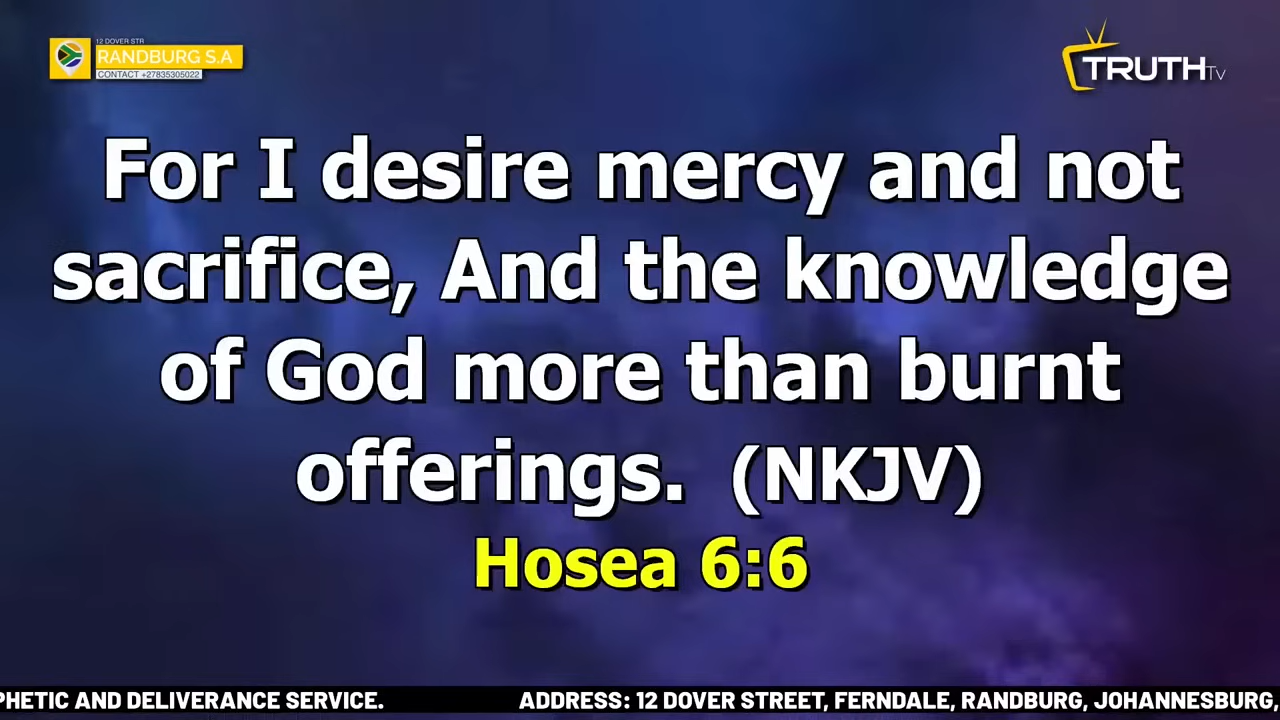 12 DOVER STR
RANDBURG S.A
CONTACT +27835305022
TRUTH TV
For I desire mercy and not
sacrifice, And the knowledge
of God more than burnt
offerings. (NKJV)
Hosea 6:6
PHETIC AND DELIVERANCE SERVICE. ADDRESS: 12 DOVER STREET, FERNDALE, RANDBURG, JOHANNESBURG,